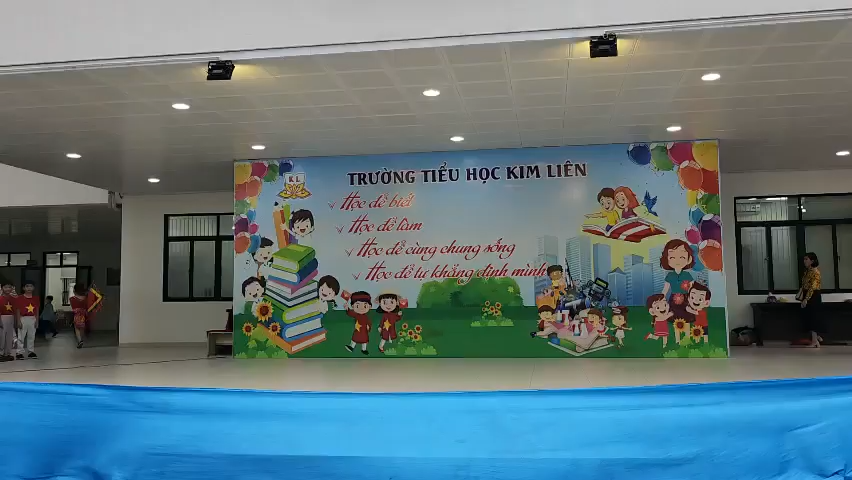 K L
TRƯỜNG TIỂU HỌC KIM LIÊN
Học để biết
Học để làm
Học để cùng chung sống
Học để tự khẳng định mình